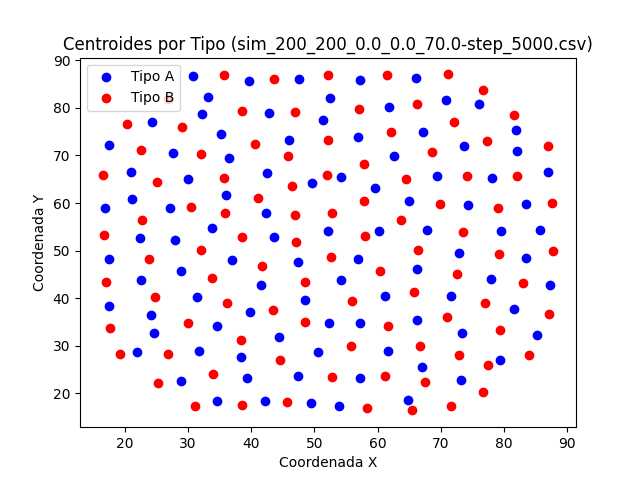 Centroides por Tipo (sim_200_200_0.0_0.0_70.0-step_5000.csv)
Tipo A
Tipo B
90
80
70
60
50
40
30
20
Coordenada Y
20 30 40 50 60 70 80 90
Coordenada X